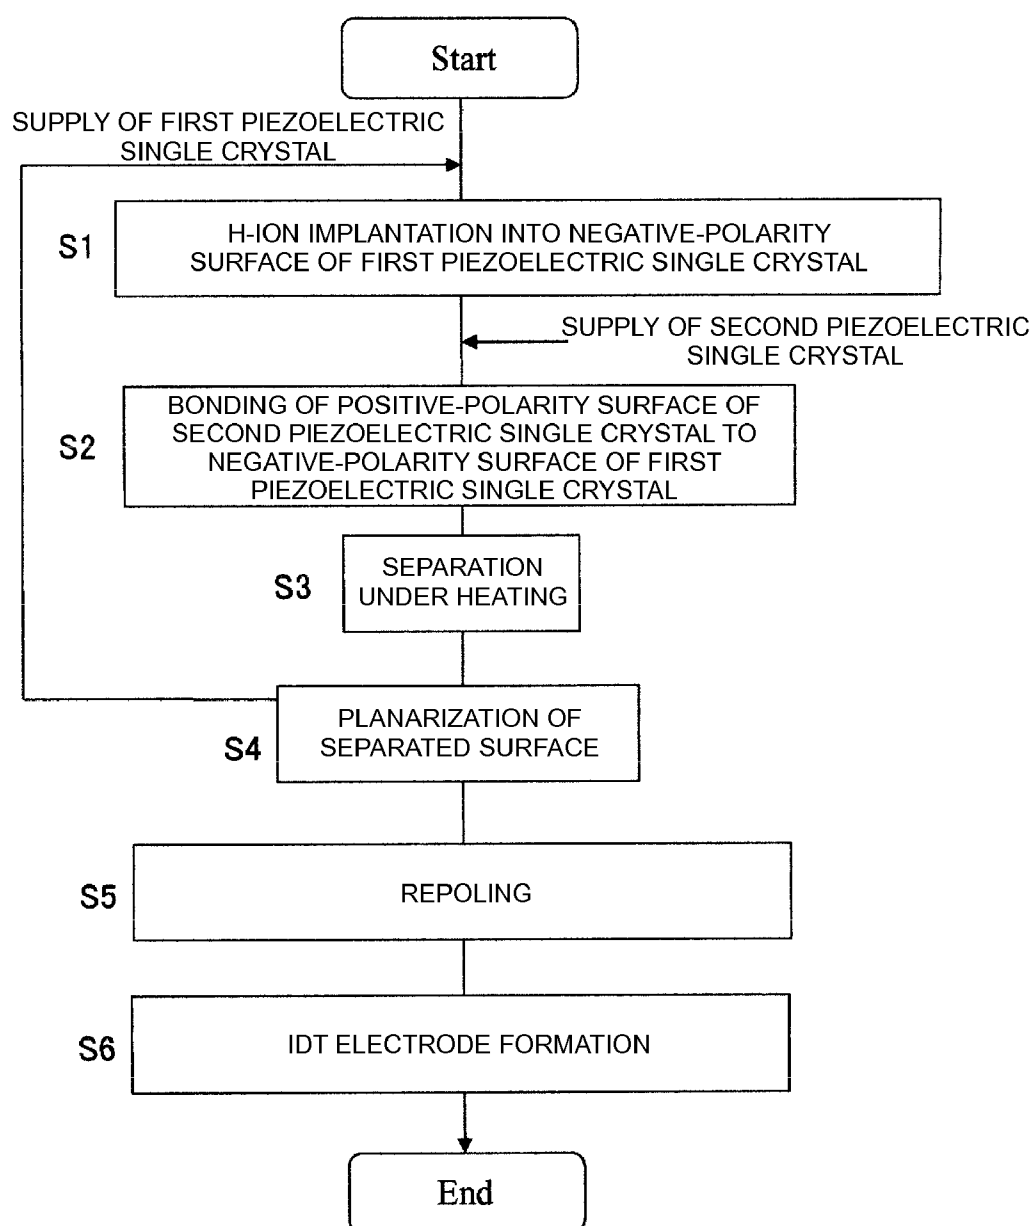 Start
SUPPLY OF FIRST PIEZOELECTRIC
SINGLE CRYSTAL
S1
H-ION IMPLANTATION INTO NEGATIVE-POLARITY
SURFACE OF FIRST PIEZOELECTRIC SINGLE CRYSTAL
SUPPLY OF SECOND PIEZOELECTRIC
SINGLE CRYSTAL
S2
BONDING OF POSITIVE-POLARITY SURFACE OF
SECOND PIEZOELECTRIC SINGLE CRYSTAL TO
NEGATIVE-POLARITY SURFACE OF FIRST
PIEZOELECTRIC SINGLE CRYSTAL
S3
SEPARATION
UNDER HEATING
S4
PLANARIZATION OF
SEPARATED SURFACE
S5
REPOLING
S6
IDT ELECTRODE FORMATION
End